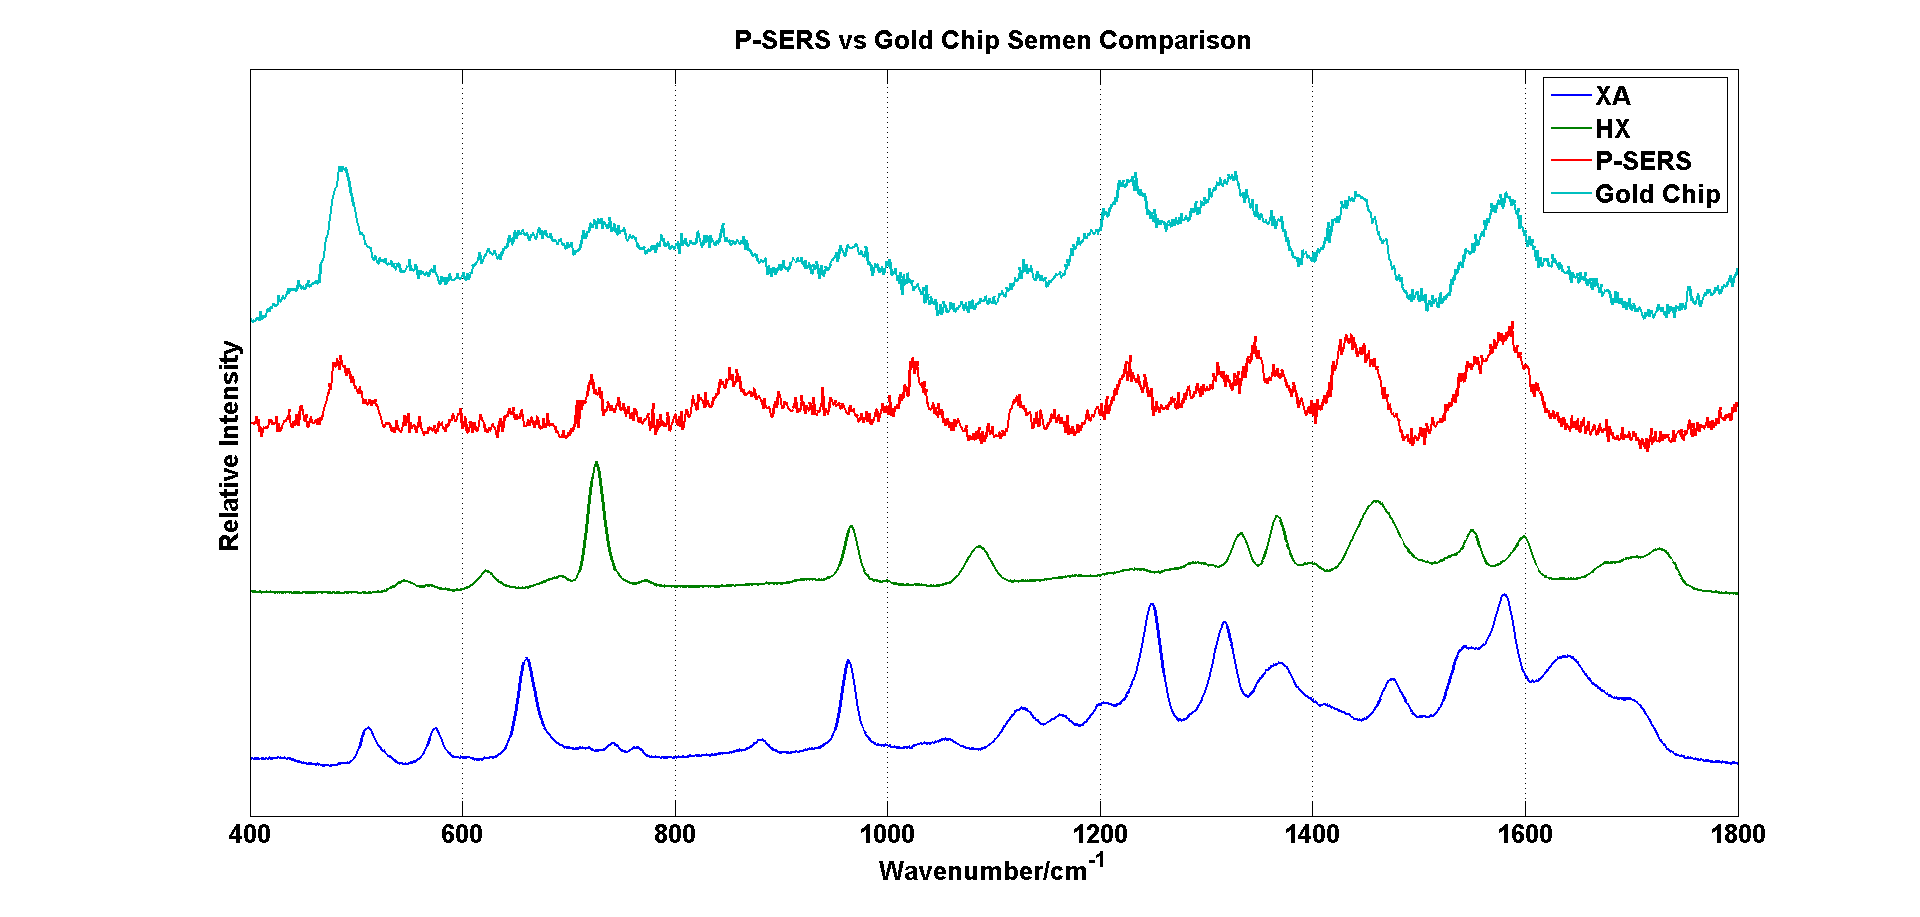 P-SERS vs Gold Chip Semen Comparison
XA
HX
P-SERS
Gold Chip
Relative Intensity
400 600 800 1000 1200 1400 1600 1800
Wavenumber/cm⁻¹